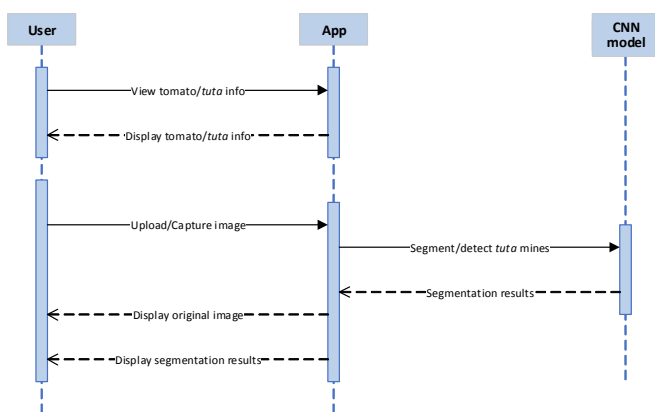 User
App
CNN
model
View tomato/tuta info
Display tomato/tuta info
Upload/Capture image
Segment/detect tuta mines
Segmentation results
Display original image
Display segmentation results